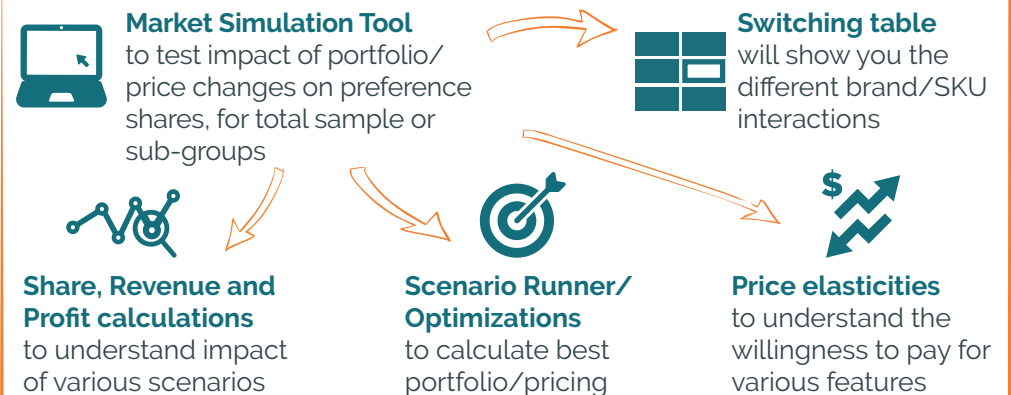 Market Simulation Tool
to test impact of portfolio/
price changes on preference
shares, for total sample or
sub-groups
Switching table
will show you the
different brand/SKU
interactions
Share, Revenue and
Profit calculations
to understand impact
of various scenarios
Scenario Runner/
Optimizations
to calculate best
portfolio/pricing
$
Price elasticities
to understand the
willingness to pay for
various features